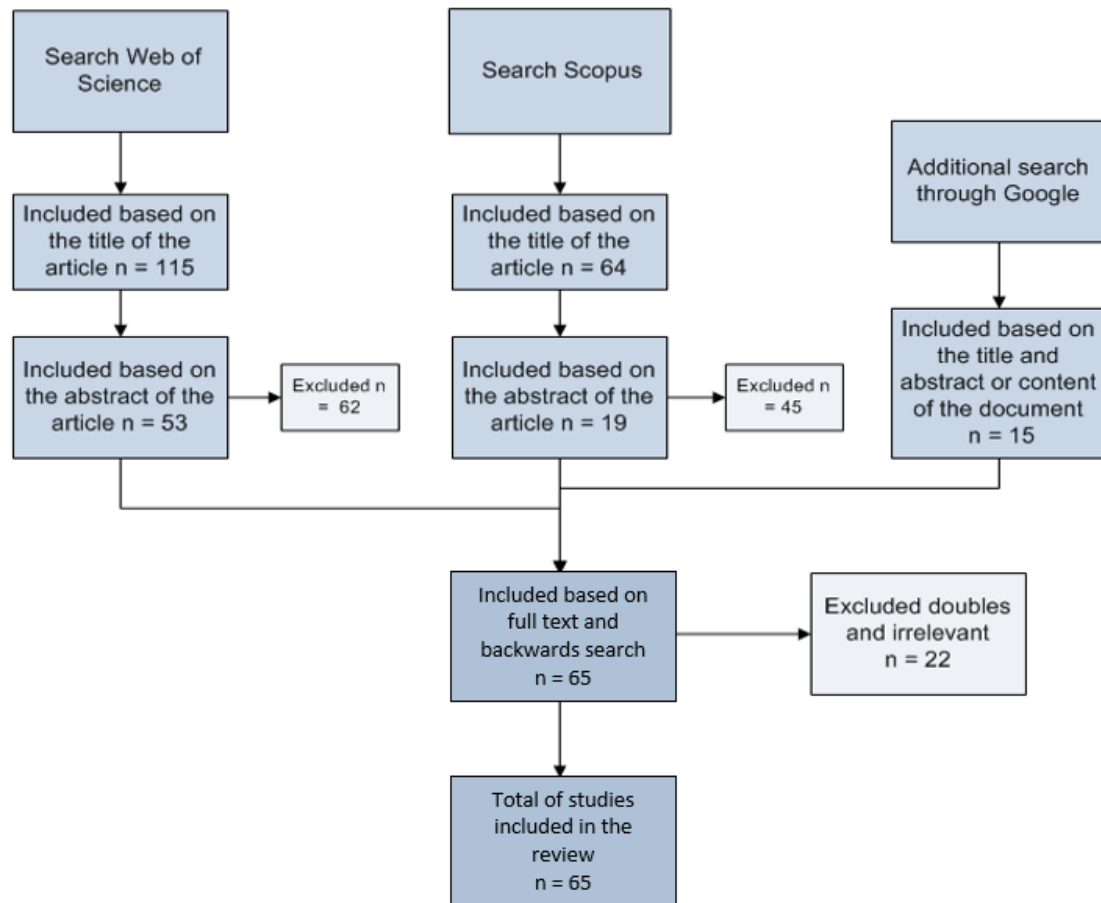 Search Web of
Science
Search Scopus
Additional search
through Google
Included based on
the title of the
article n = 115
Included based on
the title of the
article n = 64
Included based on
the abstract of the
article n = 53
Excluded n
= 62
Included based on
the abstract of the
article n = 19
Excluded n
= 45
Included based on
the title and
abstract or content
of the document
n = 15
Included based on
full text and
backwards search
n = 65
Excluded doubles
and irrelevant
n = 22
Total of studies
included in the
review
n = 65